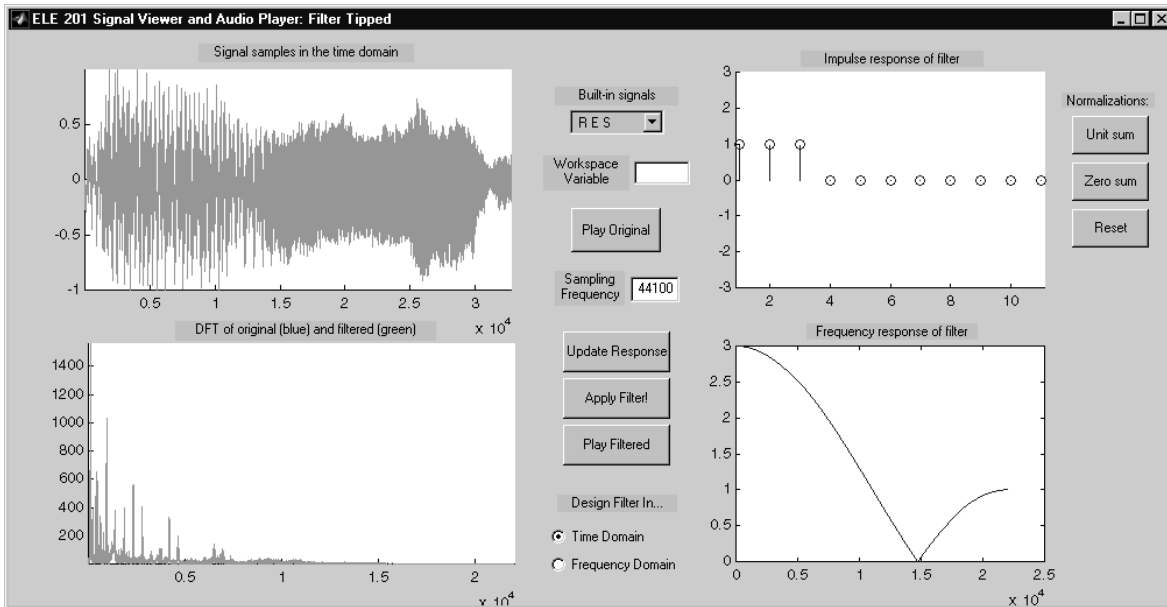 ELE 201 Signal Viewer and Audio Player: Filter Tipped
Signal samples in the time domain
0.5
0
-0.5
-1
0.5
1
1.5
2
2.5
3
x 10^4
DFT of original (blue) and filtered (green)
1400
1200
1000
800
600
400
200
0.5
1
1.5
2
x 10^4
Built-in signals
R E S
Workspace
Variable
Play Original
Sampling
Frequency
44100
Update Response
Apply Filter!
Play Filtered
Design Filter In...
Time Domain
Frequency Domain
Impulse response of filter
3
2
1
0
-1
-2
-3
2
4
6
8
10
Frequency response of filter
3
2.5
2
1.5
1
0.5
0
0
0.5
1
1.5
2
2.5
x 10^4
Normalizations:
Unit sum
Zero sum
Reset